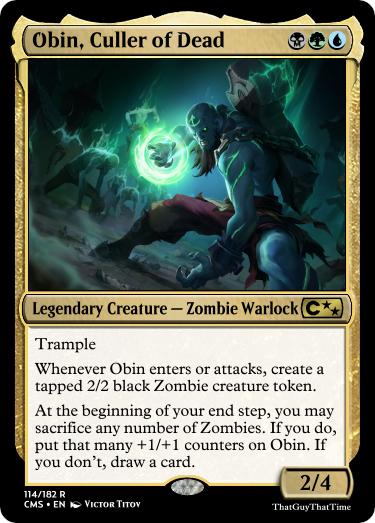 Obin, Culler of Dead
Legendary Creature — Zombie Warlock
C
Trample
Whenever Obin enters or attacks, create a
tapped 2/2 black Zombie creature token.
At the beginning of your end step, you may
sacrifice any number of Zombies. If you do,
put that many +1/+1 counters on Obin. If
you don't, draw a card.
2/4
114/182 R
CMS • EN Victor Titov
ThatGuyThatTime